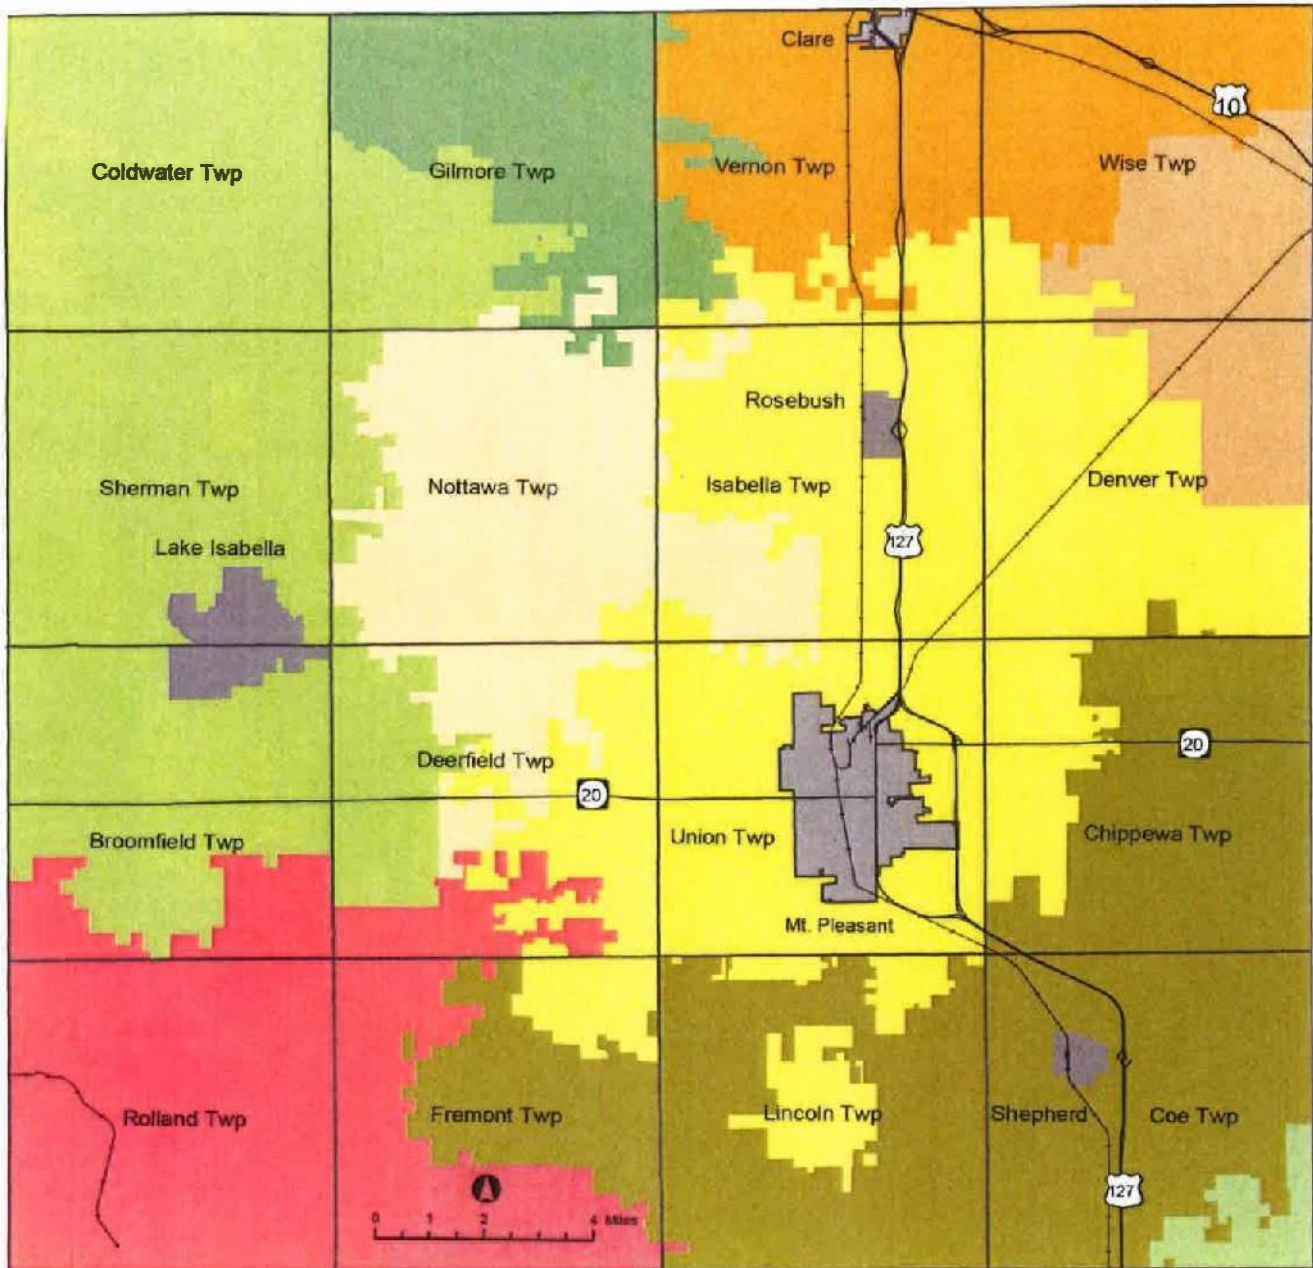 Clare
10
Coldwater Twp
Gilmore Twp
Vernon Twp
Wise Twp
Rosebush
Sherman Twp
Nottawa Twp
Isabella Twp
Denver Twp
Lake Isabella
127
Deerfield Twp
20
20
Broomfield Twp
Union Twp
Chippewa Twp
Mt. Pleasant
Rolland Twp
Fremont Twp
Lincoln Twp
Shepherd
Coe Twp
127
0 1 2 4 Miles